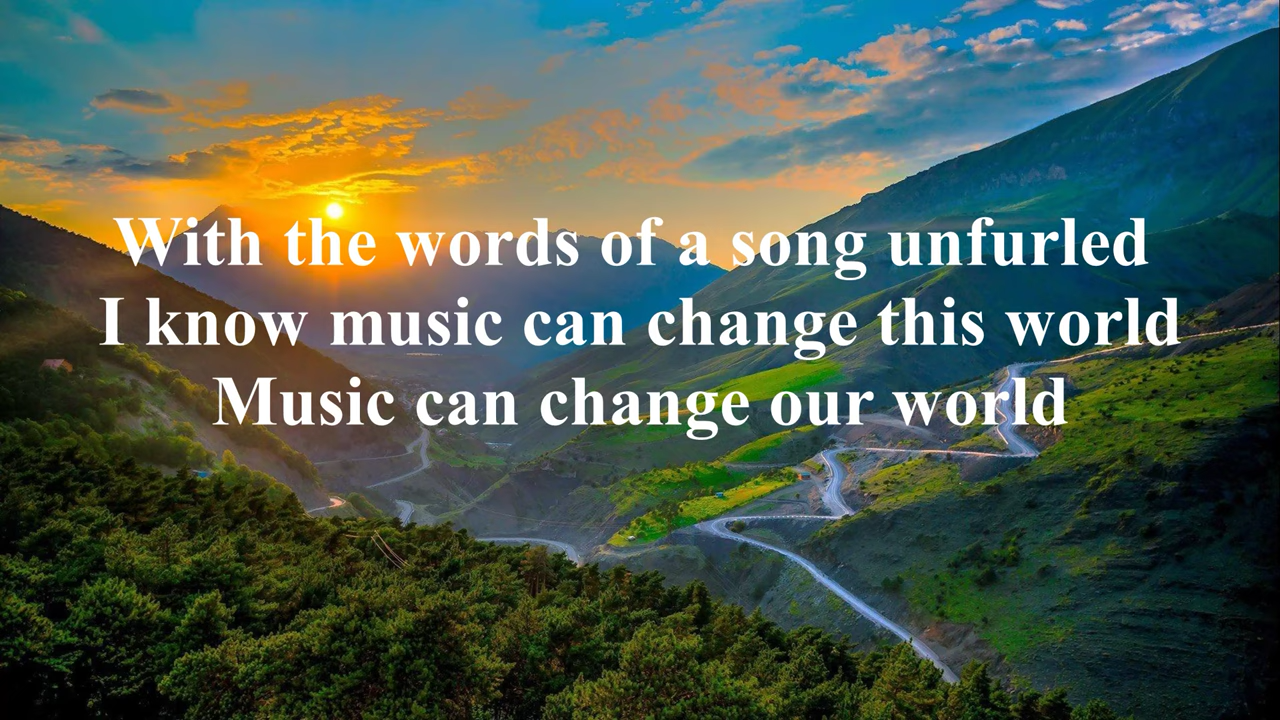 With the words of a song unfurled
I know music can change this world
Music can change our world